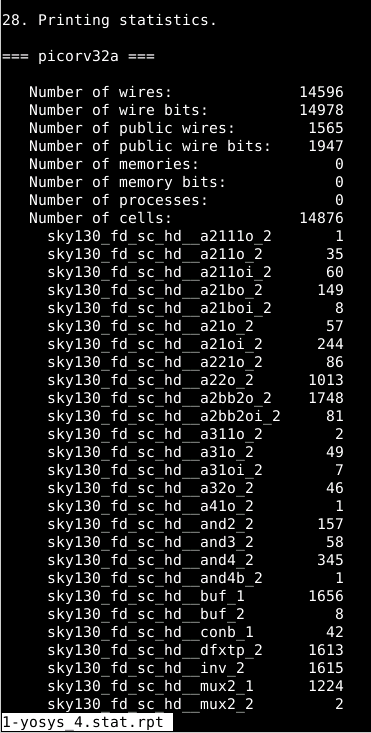 28. Printing statistics.
=== picorv32a ===
Number of wires: 14596
Number of wire bits: 14978
Number of public wires: 1565
Number of public wire bits: 1947
Number of memories: 0
Number of memory bits: 0
Number of processes: 0
Number of cells: 14876
sky130_fd_sc_hd__a2111o_2 1
sky130_fd_sc_hd__a211o_2 35
sky130_fd_sc_hd__a211oi_2 60
sky130_fd_sc_hd__a21bo_2 149
sky130_fd_sc_hd__a21boi_2 8
sky130_fd_sc_hd__a21o_2 57
sky130_fd_sc_hd__a21oi_2 244
sky130_fd_sc_hd__a221o_2 86
sky130_fd_sc_hd__a22o_2 1013
sky130_fd_sc_hd__a2bb2o_2 1748
sky130_fd_sc_hd__a2bb2oi_2 81
sky130_fd_sc_hd__a311o_2 2
sky130_fd_sc_hd__a31o_2 49
sky130_fd_sc_hd__a31oi_2 7
sky130_fd_sc_hd__a32o_2 46
sky130_fd_sc_hd__a41o_2 1
sky130_fd_sc_hd__and2_2 157
sky130_fd_sc_hd__and3_2 58
sky130_fd_sc_hd__and4_2 345
sky130_fd_sc_hd__and4b_2 1
sky130_fd_sc_hd__buf_1 1656
sky130_fd_sc_hd__buf_2 8
sky130_fd_sc_hd__conb_1 42
sky130_fd_sc_hd__dfxtp_2 1613
sky130_fd_sc_hd__inv_2 1615
sky130_fd_sc_hd__mux2_1 1224
sky130_fd_sc_hd__mux2_2 2
1-yosys_4.stat.rpt